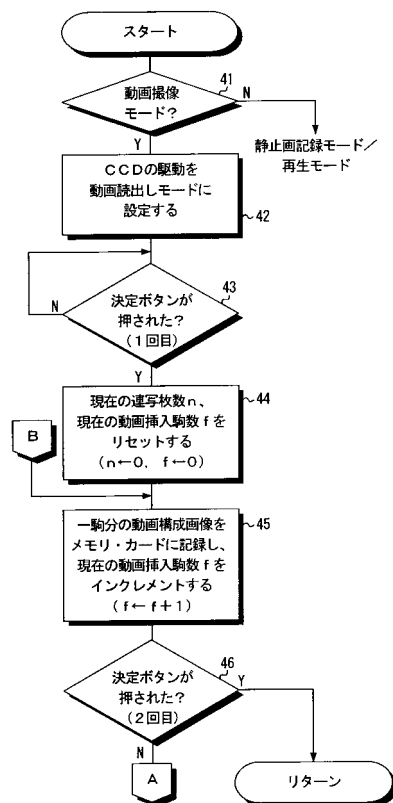 スタート
41
動画撮像
モード?
N
Y
静止画記録モード/
再生モード
CCDの駆動を
動画読出しモードに
設定する
42
43
N
決定ボタンが
押された?
(1回目)
Y
44
現在の連写枚数n、
現在の動画挿入駒数fを
リセットする
(n←0, f←0)
B
45
一駒分の動画構成画像を
メモリ・カードに記録し、
現在の動画挿入駒数fを
インクレメントする
(f←f+1)
46
決定ボタンが
押された?
(2回目)
Y
N
A
リターン